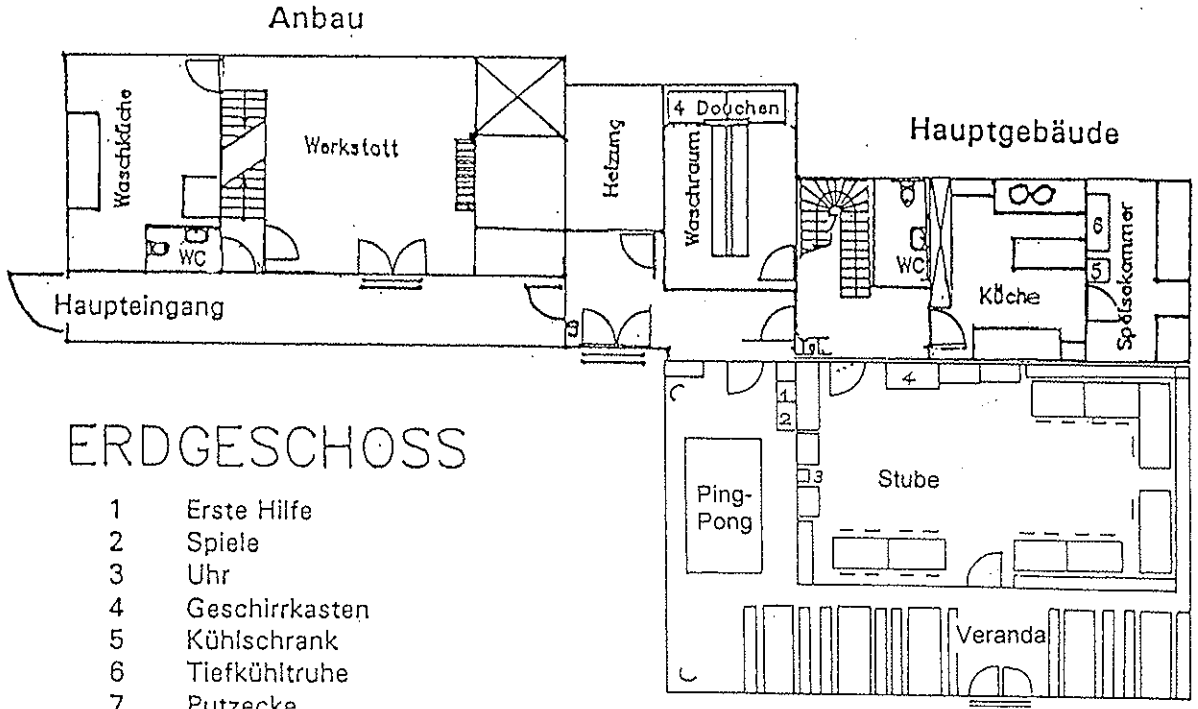 Anbau
Hauptgebäude
Waschküche
WC
Werkstatt
Heizung
4 Douchen
Waschraum
WC
Küche
6
5
Speisekammer
Haupteingang
ERDGESCHOSS
1 Erste Hilfe
2 Spiele
3 Uhr
4 Geschirrkasten
5 Kühlschrank
6 Tiefkühltruhe
7 Putzecke
1
2
3
4
Ping-
Pong
Stube
Veranda